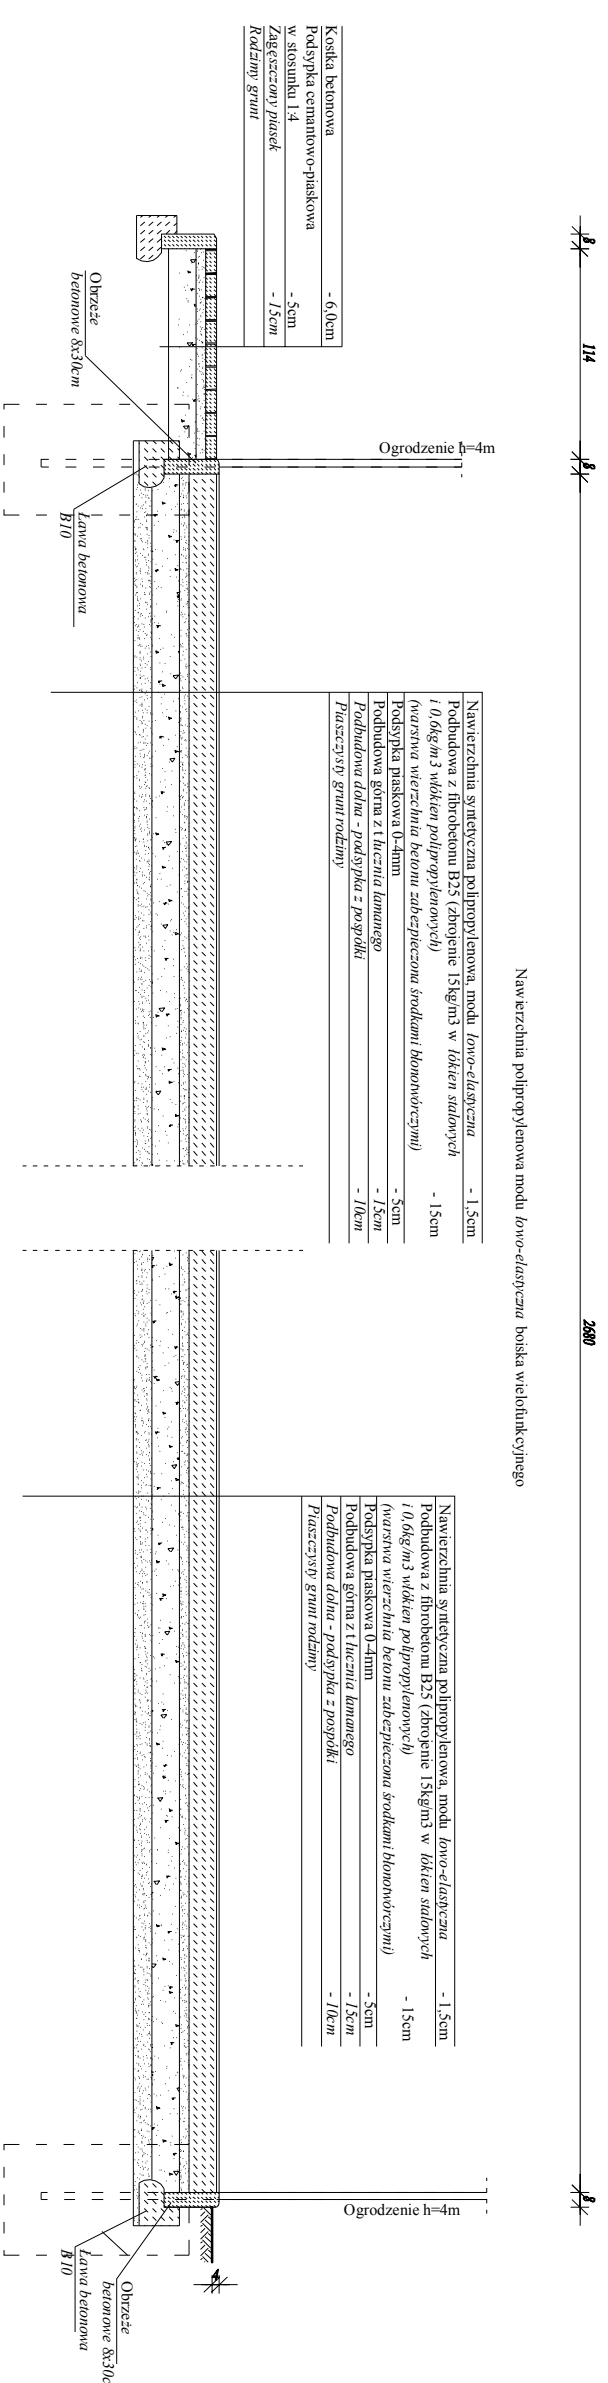 8
114
8
2680
8
Kostka betonowa - 6,0cm
Podsypka cemantowo-piaskowa
w stosunku 1:4 - 5cm
Zagęszczony piasek - 15cm
Rodzimy grunt
Obrzeże
betonowe 8x30cm
Ogrodzenie h=4m
Ława betonowa
B10
Nawierzchnia polipropylenowa modu łowo-elastyczna boiska wielofunkcyjnego
Nawierzchnia syntetyczna polipropylenowa, modu łowo-elastyczna - 1,5cm
Podbudowa z fibrobetonu B25 (zbrojenie 15kg/m3 w łókien stalowych
i 0,6kg/m3 włókien polipropylenowych) - 15cm
(warstwa wierzchnia betonu zabezpieczona środkami błonotwórczymi)
Podsypka piaskowa 0-4mm - 5cm
Podbudowa górna z t łucznia łamanego - 15cm
Podbudowa dolna - podsypka z pospółki - 10cm
Piaszczysty grunt rodzimy
Nawierzchnia syntetyczna polipropylenowa, modu łowo-elastyczna - 1,5cm
Podbudowa z fibrobetonu B25 (zbrojenie 15kg/m3 w łókien stalowych
i 0,6kg/m3 włókien polipropylenowych) - 15cm
(warstwa wierzchnia betonu zabezpieczona środkami błonotwórczymi)
Podsypka piaskowa 0-4mm - 5cm
Podbudowa górna z t łucznia łamanego - 15cm
Podbudowa dolna - podsypka z pospółki - 10cm
Piaszczysty grunt rodzimy
Ogrodzenie h=4m
4
Obrzeże
betonowe 8x30c
Ława betonowa
B10